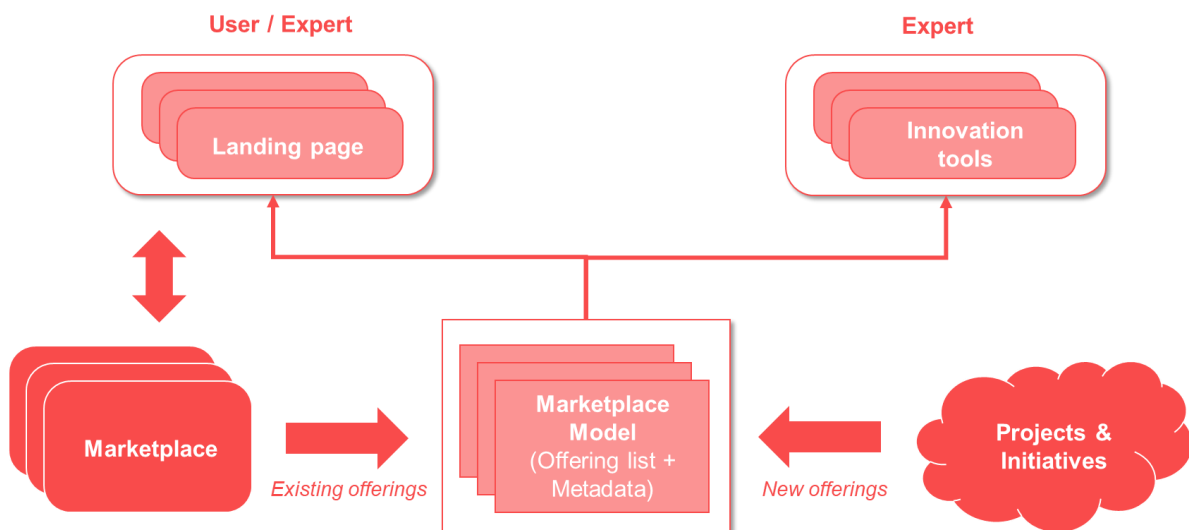 User / Expert
Expert
Landing page
Innovation
tools
Marketplace
Existing offerings
Marketplace
Model
(Offering list +
Metadata)
New offerings
Projects &
Initiatives